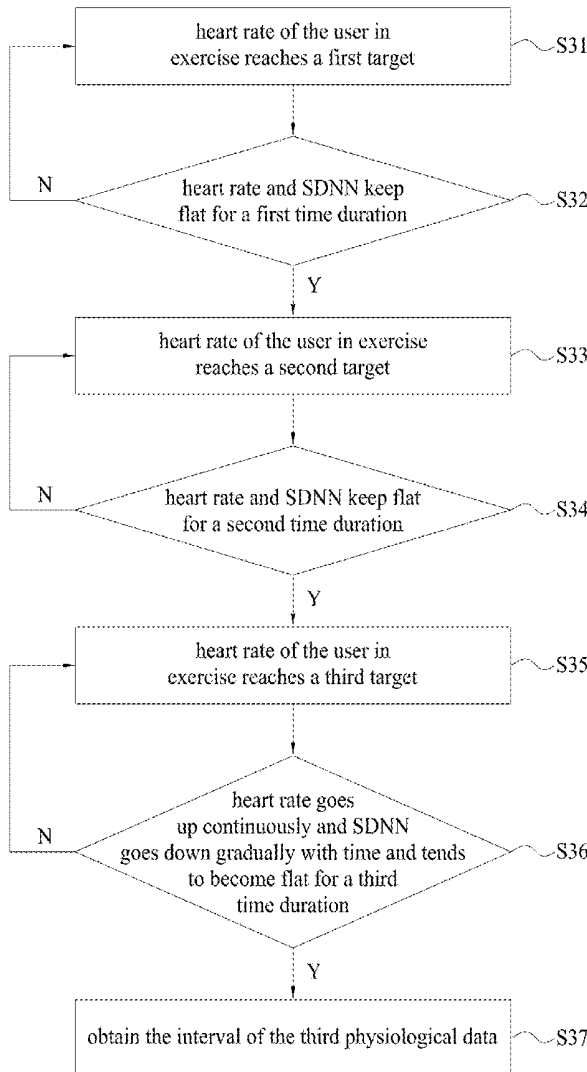 heart rate of the user in
exercise reaches a first target
S31
heart rate and SDNN keep
flat for a first time duration
S32
N
Y
heart rate of the user in exercise
reaches a second target
S33
heart rate and SDNN keep flat
for a second time duration
S34
N
Y
heart rate of the user in
exercise reaches a third target
S35
heart rate goes
up continuously and SDNN
goes down gradually with time and tends
to become flat for a third
time duration
S36
N
Y
obtain the interval of the third physiological data
S37